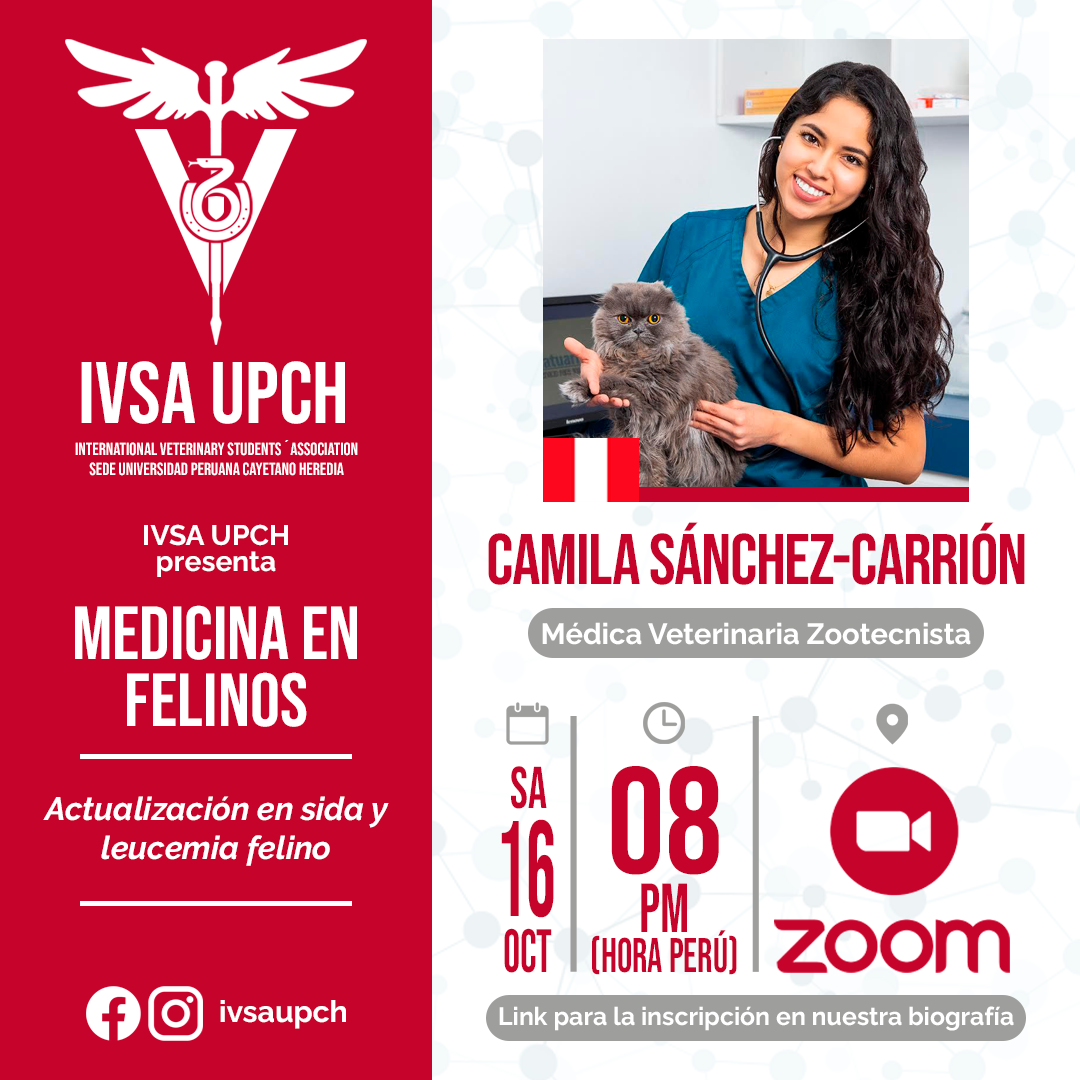 IVSA UPCH
INTERNATIONAL VETERINARY STUDENTS´ASSOCIATION
SEDE UNIVERSIDAD PERUANA CAYETANO HEREDIA
IVSA UPCH
presenta
MEDICINA EN
FELINOS
Actualización en sida y
leucemia felino
ivsaupch
CAMILA SÁNCHEZ-CARRIÓN
Médica Veterinaria Zootecnista
SA
16
OCT
08
PM
(HORA PERÚ)
zoom
Link para la inscripción en nuestra biografía